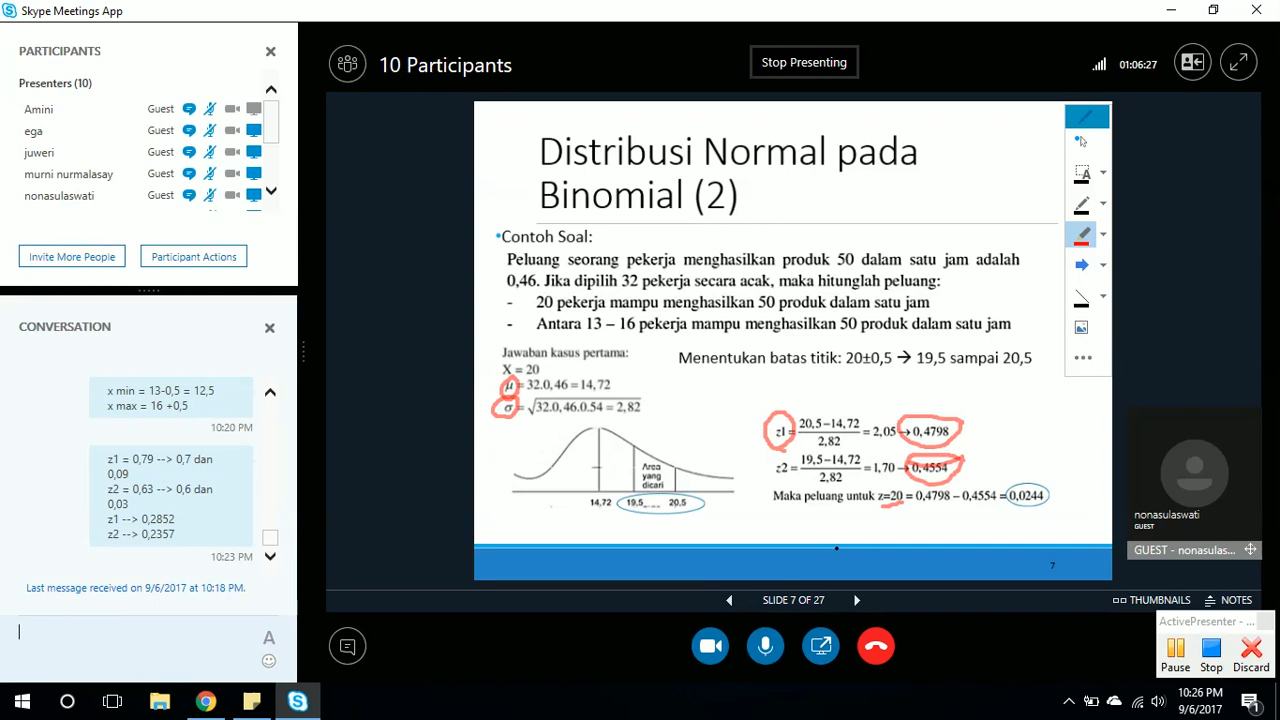 Skype Meetings App
PARTICIPANTS
Presenters (10)
Amini Guest
ega Guest
juweri Guest
murni nurmalasay Guest
nonasulaswati Guest
Invite More People
Participant Actions
CONVERSATION
x min = 13-0,5 = 12,5
x max = 16 +0,5
10:20 PM
z1 = 0,79 --> 0,7 dan
0,09
z2 = 0,63 --> 0,6 dan
0,03
z1 --> 0,2852
z2 --> 0,2357
10:23 PM
Last message received on 9/6/2017 at 10:18 PM.
A
10 Participants
Stop Presenting
01:06:27
Distribusi Normal pada
Binomial (2)
•Contoh Soal:
Peluang seorang pekerja menghasilkan produk 50 dalam satu jam adalah
0,46. Jika dipilih 32 pekerja secara acak, maka hitunglah peluang:
- 20 pekerja mampu menghasilkan 50 produk dalam satu jam
- Antara 13 – 16 pekerja mampu menghasilkan 50 produk dalam satu jam
Jawaban kasus pertama:
X = 20
μ = 32.0,46 = 14,72
σ = √32.0,46.0.54 = 2,82
Menentukan batas titik: 20±0,5 → 19,5 sampai 20,5
Area
yang
dicari
14,72 19,5 20,5
z1 = (20,5−14,72)/2,82 = 2,05 → 0,4798
z2 = (19,5−14,72)/2,82 = 1,70 → 0,4554
Maka peluang untuk z=20 = 0,4798 – 0,4554 = 0,0244
7
A
SLIDE 7 OF 27
THUMBNAILS
NOTES
nonasulaswati
GUEST
GUEST - nonasulas...
ActivePresenter - ...
Pause
Stop
Discard
10:26 PM
9/6/2017
1